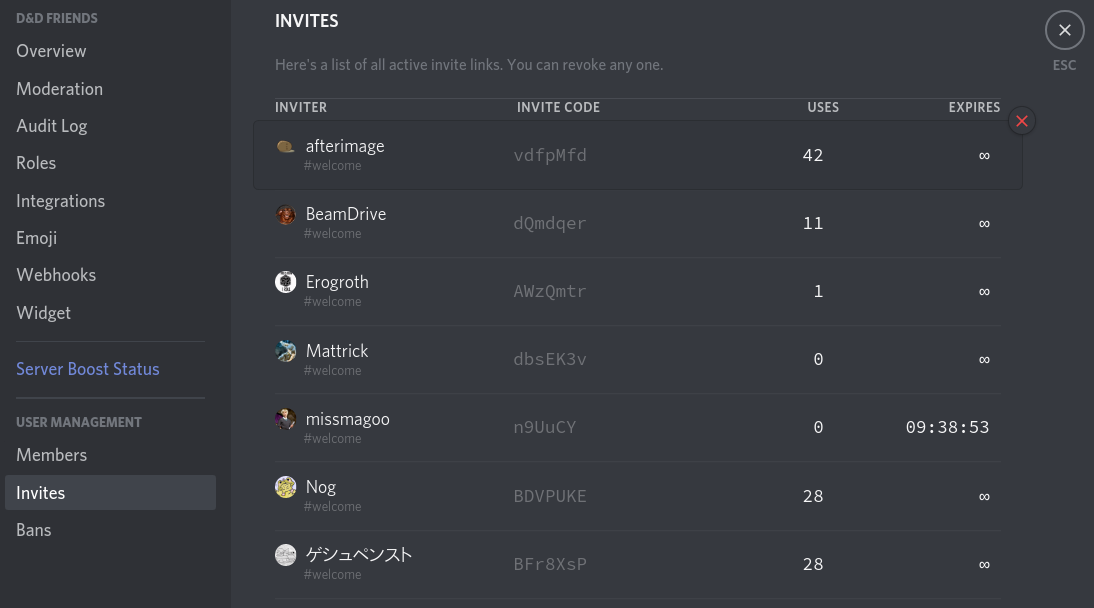 D&D FRIENDS
Overview
Moderation
Audit Log
Roles
Integrations
Emoji
Webhooks
Widget
Server Boost Status
USER MANAGEMENT
Members
Invites
Bans
INVITES
Here's a list of all active invite links. You can revoke any one.
ESC
INVITER INVITE CODE USES EXPIRES
afterimage
#welcome
vdfpMfd 42 ∞
BeamDrive
#welcome
dQmdqer 11 ∞
Erogroth
#welcome
AWzQmtr 1 ∞
Mattrick
#welcome
dbsEK3v 0 ∞
missmagoo
#welcome
n9UuCY 0 09:38:53
Nog
#welcome
BDVPUKE 28 ∞
ゲシュペンスト
#welcome
BFr8XsP 28 ∞